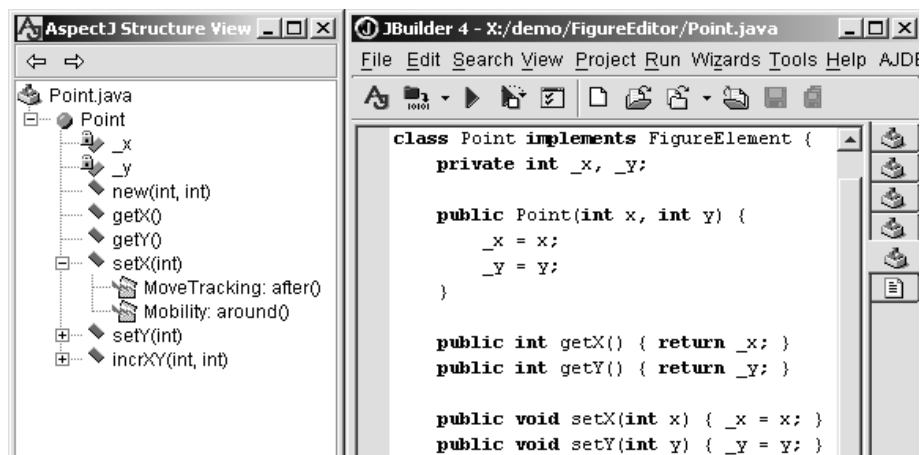 AspectJ Structure View
Point.java
Point
_x
_y
new(int, int)
getX()
getY()
setX(int)
MoveTracking: after()
Mobility: around()
setY(int)
incrXY(int, int)
JBuilder 4 - X:/demo/FigureEditor/Point.java
File Edit Search View Project Run Wizards Tools Help AJDE
class Point implements FigureElement {
private int _x, _y;
public Point(int x, int y) {
_x = x;
_y = y;
}
public int getX() { return _x; }
public int getY() { return _y; }
public void setX(int x) { _x = x; }
public void setY(int y) { _y = y; }